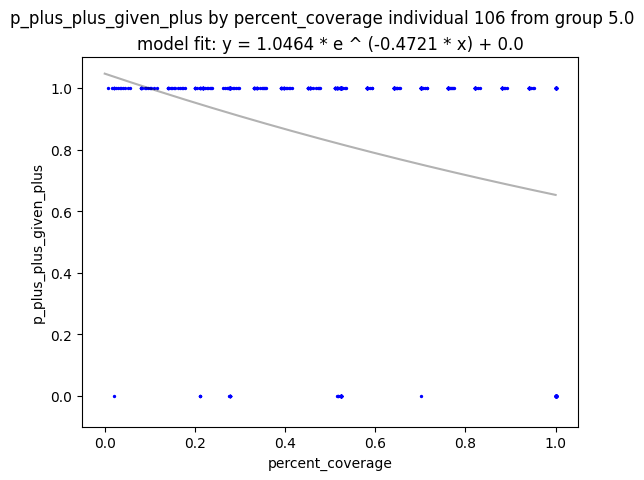 p_plus_plus_given_plus by percent_coverage individual 106 from group 5.0
model fit: y = 1.0464 * e ^ (-0.4721 * x) + 0.0
1.0
0.8
0.6
0.4
0.2
0.0
p_plus_plus_given_plus
0.0 0.2 0.4 0.6 0.8 1.0
percent_coverage